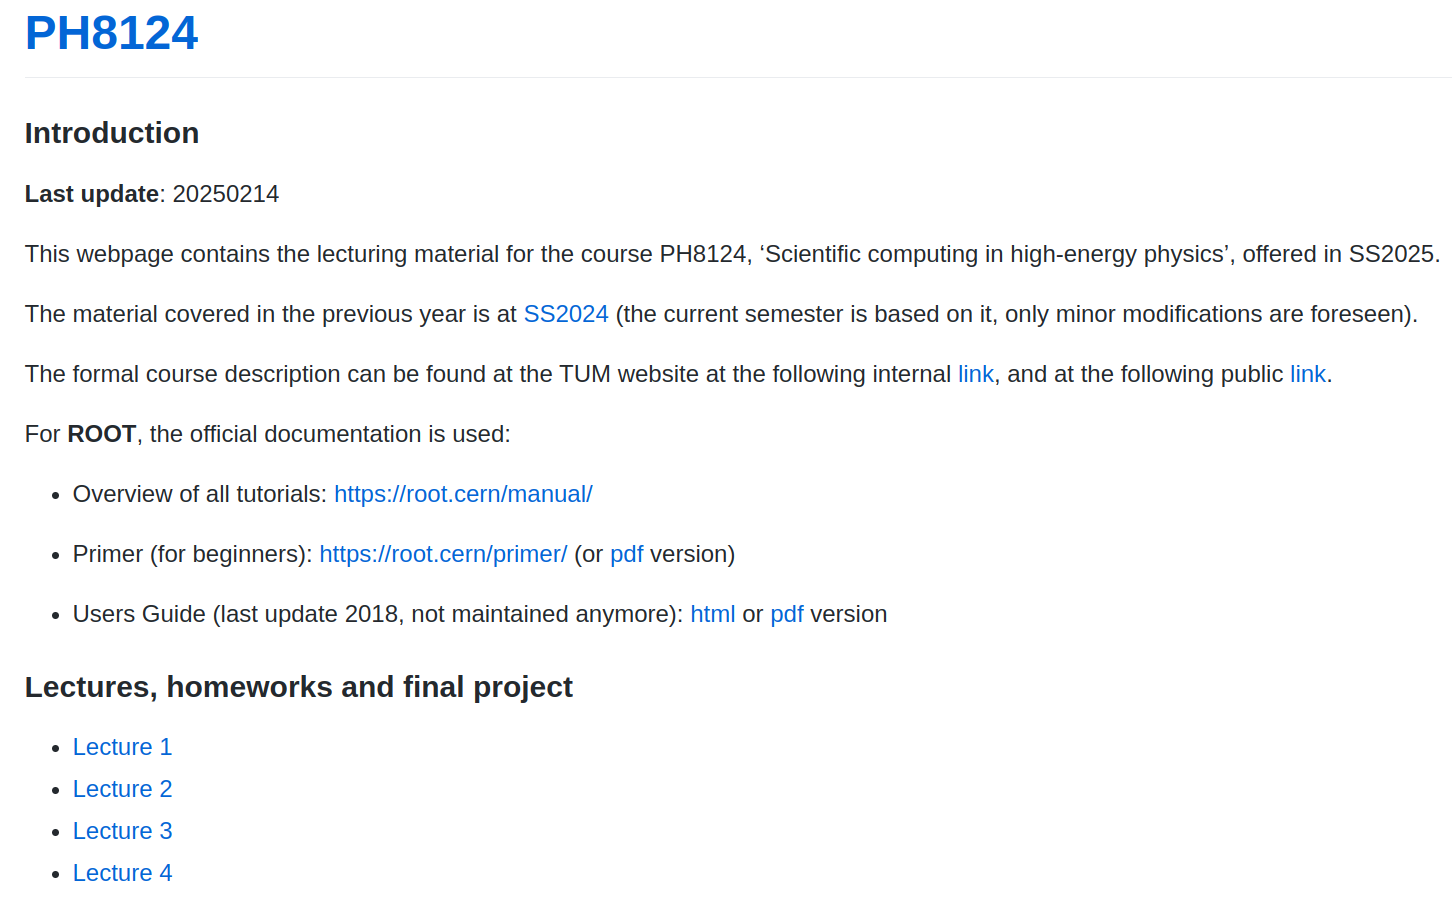 PH8124
Introduction
Last update: 20250214
This webpage contains the lecturing material for the course PH8124, ‘Scientific computing in high-energy physics’, offered in SS2025.
The material covered in the previous year is at SS2024 (the current semester is based on it, only minor modifications are foreseen).
The formal course description can be found at the TUM website at the following internal link, and at the following public link.
For ROOT, the official documentation is used:
• Overview of all tutorials: https://root.cern/manual/
• Primer (for beginners): https://root.cern/primer/ (or pdf version)
• Users Guide (last update 2018, not maintained anymore): html or pdf version
Lectures, homeworks and final project
• Lecture 1
• Lecture 2
• Lecture 3
• Lecture 4